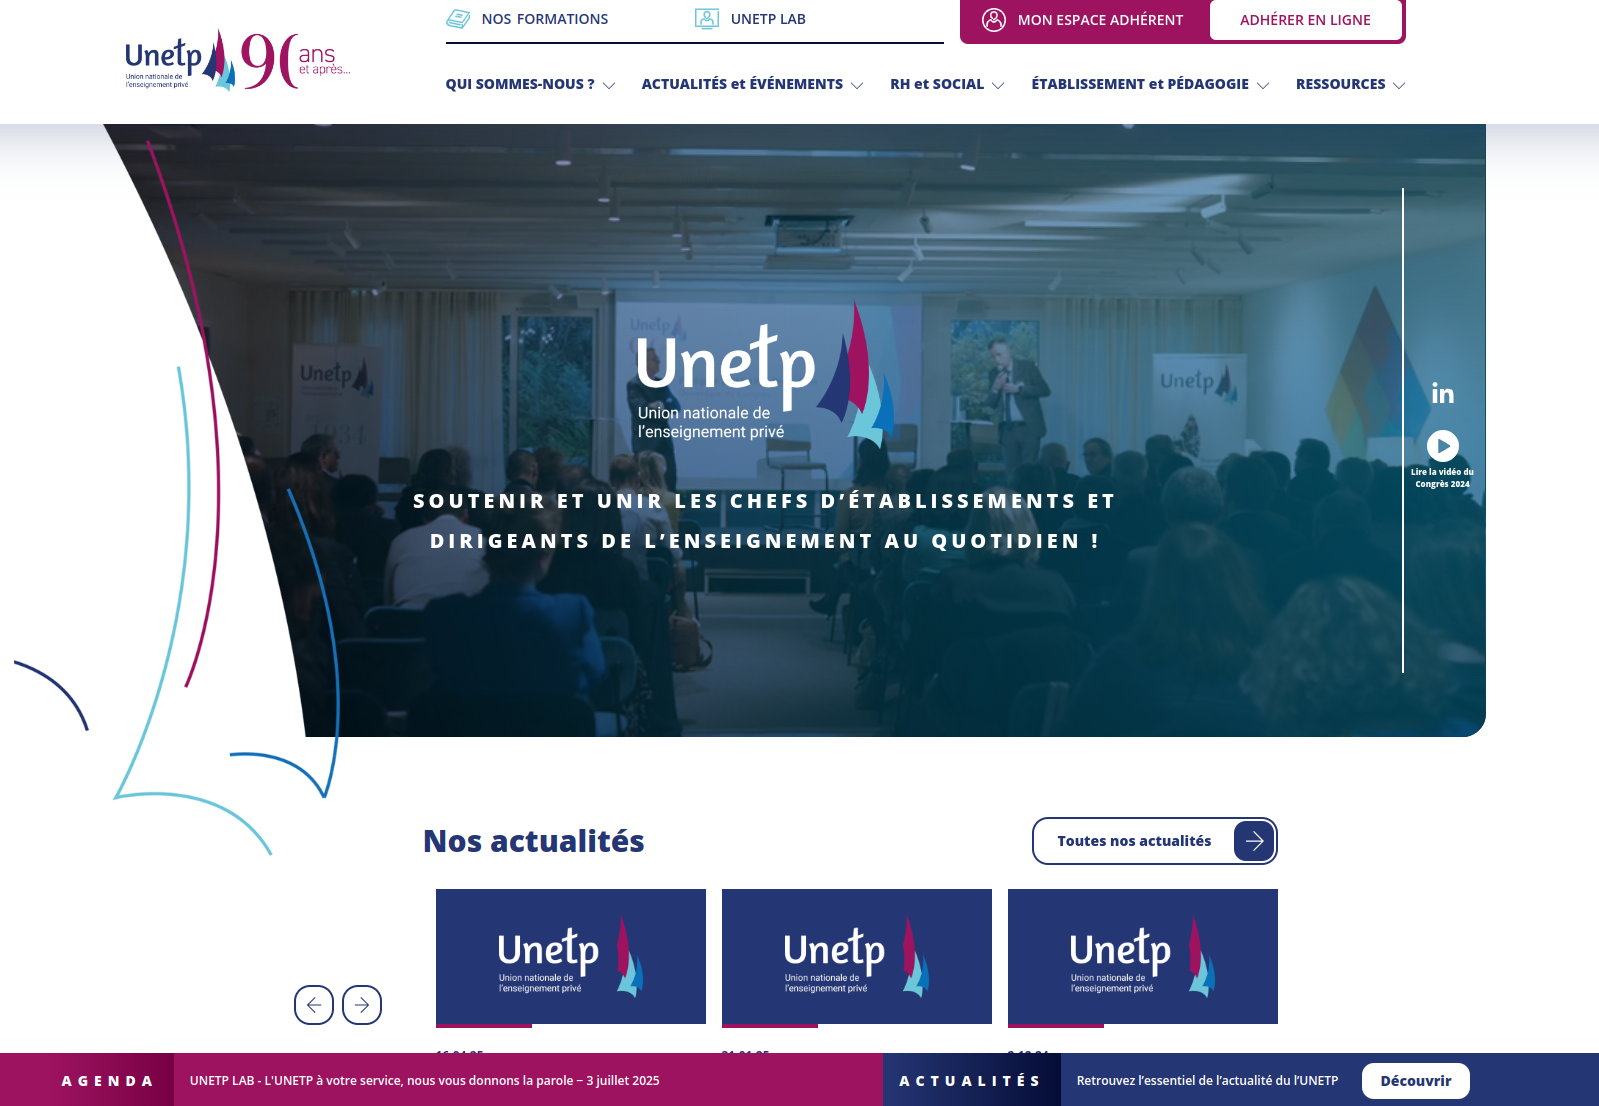 NOS FORMATIONS
UNETP LAB
MON ESPACE ADHÉRENT
ADHÉRER EN LIGNE
Unetp
Union nationale de
l'enseignement privé
90 ans
et après...
QUI SOMMES-NOUS ?
ACTUALITÉS et ÉVÉNEMENTS
RH et SOCIAL
ÉTABLISSEMENT et PÉDAGOGIE
RESSOURCES
Unetp
Unetp
Unetp
Unetp
Union nationale de
l'enseignement privé
SOUTENIR ET UNIR LES CHEFS D'ÉTABLISSEMENTS ET
DIRIGEANTS DE L'ENSEIGNEMENT AU QUOTIDIEN !
in
Lire la vidéo du
Congrès 2024
Nos actualités
Toutes nos actualités
Unetp
Union nationale de
l'enseignement privé
Unetp
Union nationale de
l'enseignement privé
Unetp
Union nationale de
l'enseignement privé
AGENDA
UNETP LAB - L'UNETP à votre service, nous vous donnons la parole – 3 juillet 2025
ACTUALITÉS
Retrouvez l'essentiel de l'actualité du l'UNETP
Découvrir